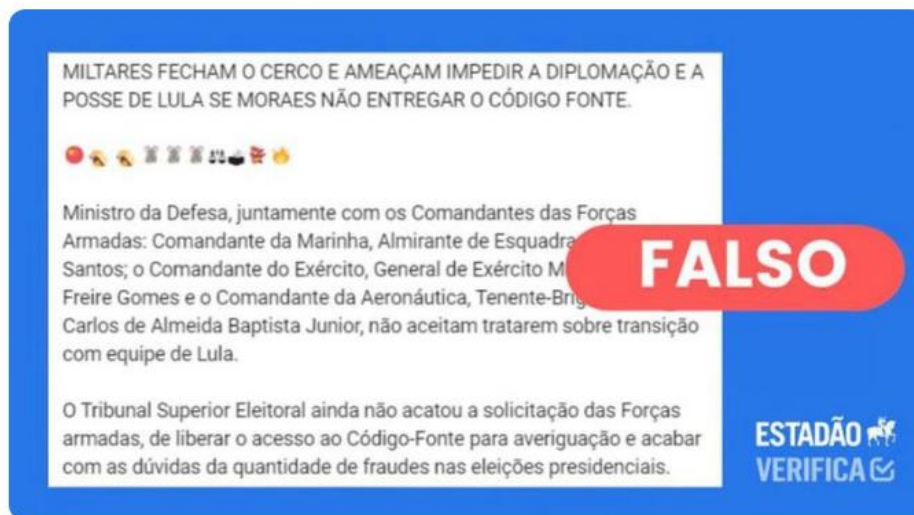 MILTARES FECHAM O CERCO E AMEAÇAM IMPEDIR A DIPLOMAÇÃO E A
POSSE DE LULA SE MORAES NÃO ENTREGAR O CÓDIGO FONTE.
Ministro da Defesa, juntamente com os Comandantes das Forças
Armadas: Comandante da Marinha, Almirante de Esquadra
Santos; o Comandante do Exército, General de Exército M
Freire Gomes e o Comandante da Aeronáutica, Tenente-Brig
Carlos de Almeida Baptista Junior, não aceitam tratarem sobre transição
com equipe de Lula.
O Tribunal Superior Eleitoral ainda não acatou a solicitação das Forças
armadas, de liberar o acesso ao Código-Fonte para averiguação e acabar
com as dúvidas da quantidade de fraudes nas eleições presidenciais.
FALSO
ESTADÃO
VERIFICA